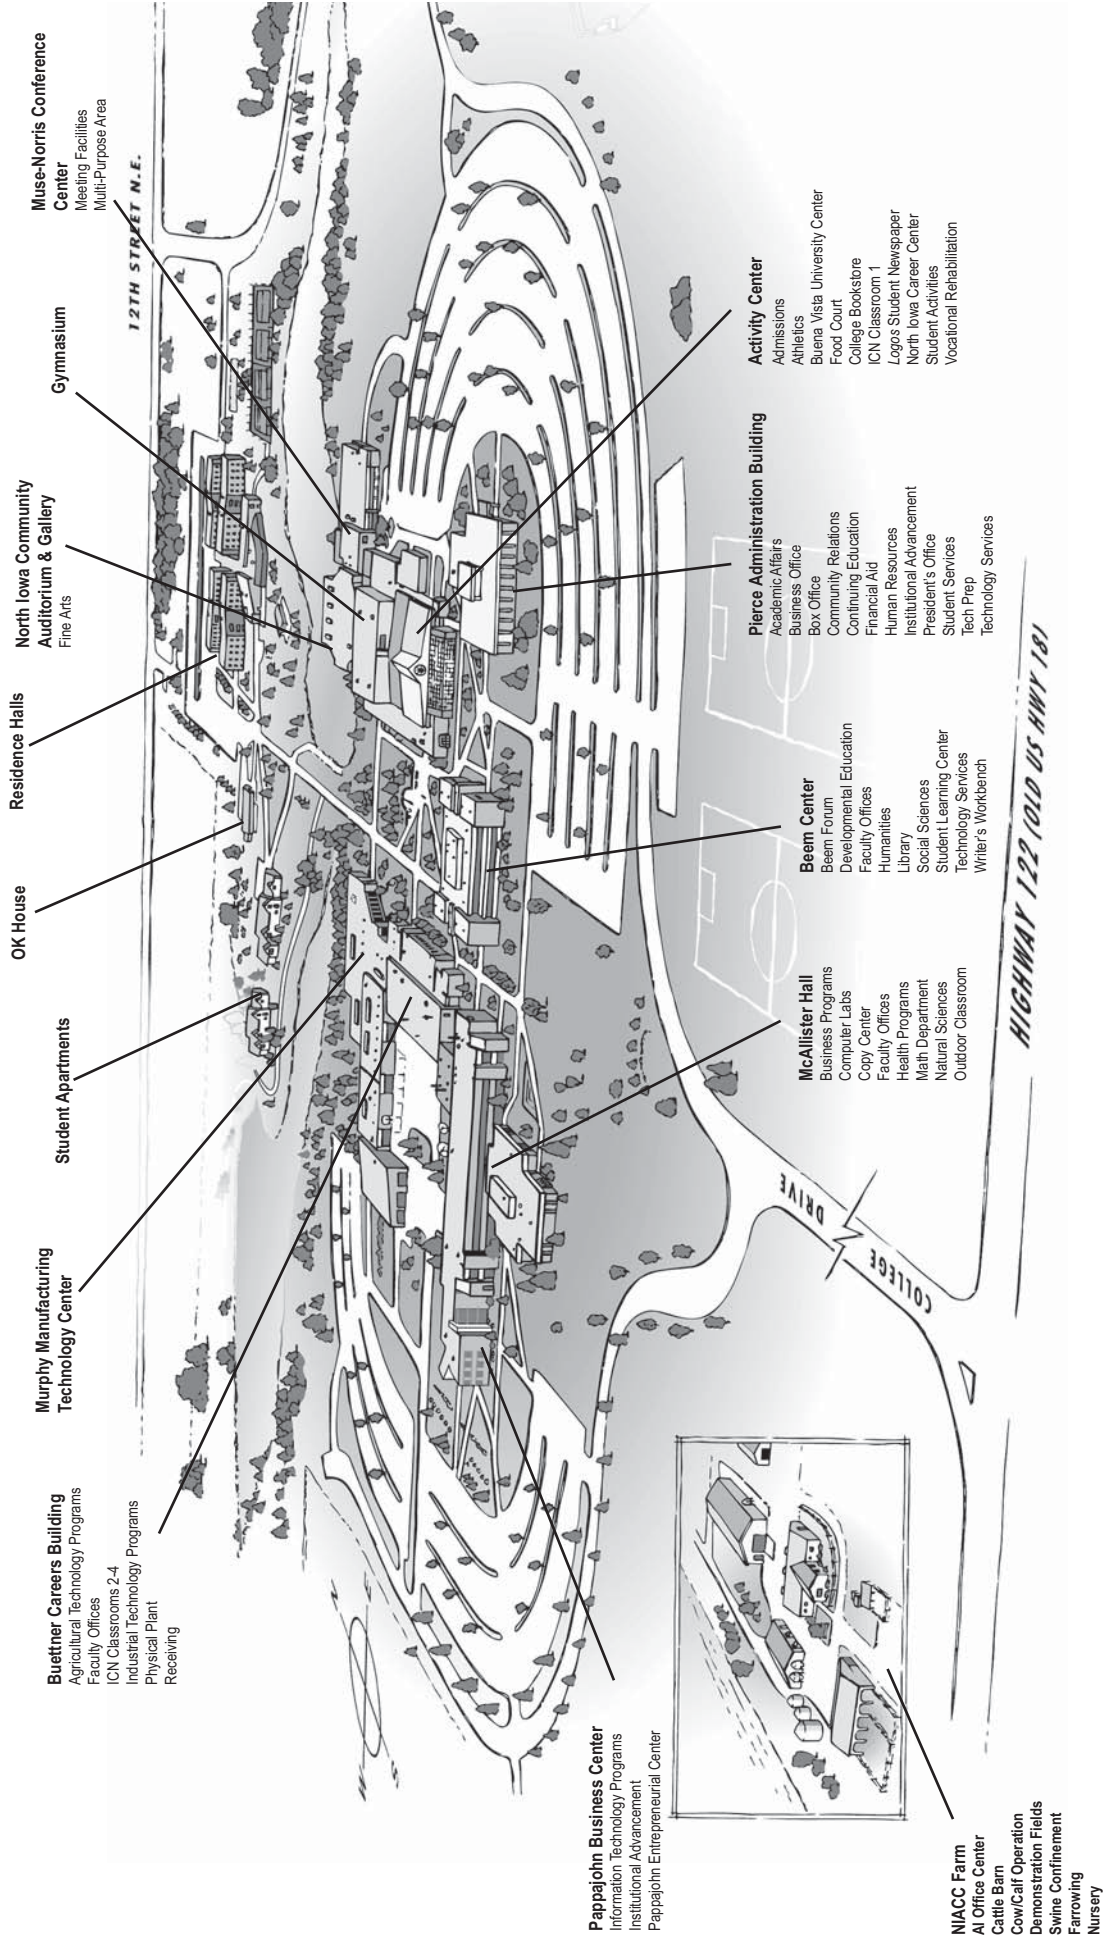 Buettner Careers Building
Agricultural Technology Programs
Faculty Offices
ICN Classrooms 2-4
Industrial Technology Programs
Physical Plant
Receiving
Murphy Manufacturing
Technology Center
Student Apartments
OK House
Residence Halls
North Iowa Community
Auditorium & Gallery
Fine Arts
Gymnasium
Muse-Norris Conference
Center
Meeting Facilities
Multi-Purpose Area
12TH STREET N.E.
Pappajohn Business Center
Information Technology Programs
Institutional Advancement
Pappajohn Entrepreneurial Center
McAllister Hall
Business Programs
Computer Labs
Copy Center
Faculty Offices
Health Programs
Math Department
Natural Sciences
Outdoor Classroom
Beem Center
Beem Forum
Developmental Education
Faculty Offices
Humanities
Library
Social Sciences
Student Learning Center
Technology Services
Writer's Workbench
Pierce Administration Building
Academic Affairs
Business Office
Box Office
Community Relations
Continuing Education
Financial Aid
Human Resources
Institutional Advancement
President's Office
Student Services
Tech Prep
Technology Services
Activity Center
Admissions
Athletics
Buena Vista University Center
Food Court
College Bookstore
ICN Classroom 1
Logos Student Newspaper
North Iowa Career Center
Student Activities
Vocational Rehabilitation
COLLEGE DRIVE
HIGHWAY 122 (OLD US HWY 18)
NIACC Farm
AI Office Center
Cattle Barn
Cow/Calf Operation
Demonstration Fields
Swine Confinement
Farrowing
Nursery